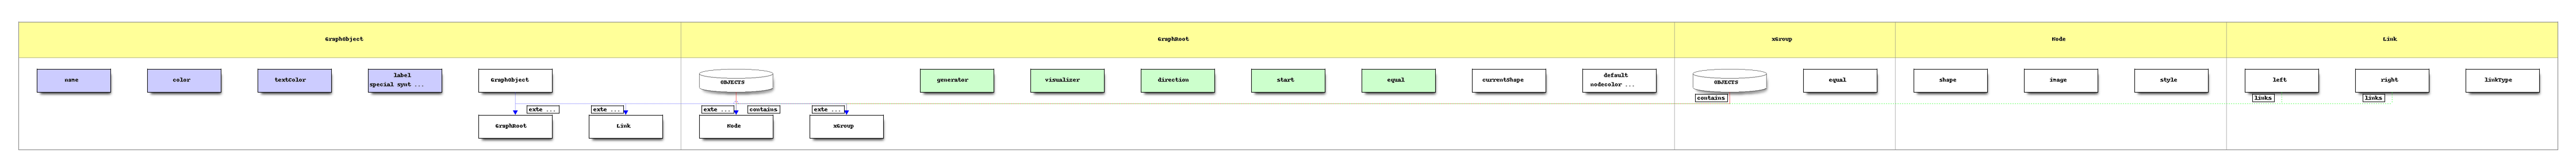 GraphObject
GraphRoot
xGroup
Node
Link
name
color
textColor
label
special synt ...
GraphObject
OBJECTS
generator
visualizer
direction
start
equal
currentShape
default
nodecolor ...
OBJECTS
equal
shape
image
style
left
right
linkType
contains
links
links
exte ...
exte ...
exte ...
contains
exte ...
GraphRoot
Link
Node
xGroup